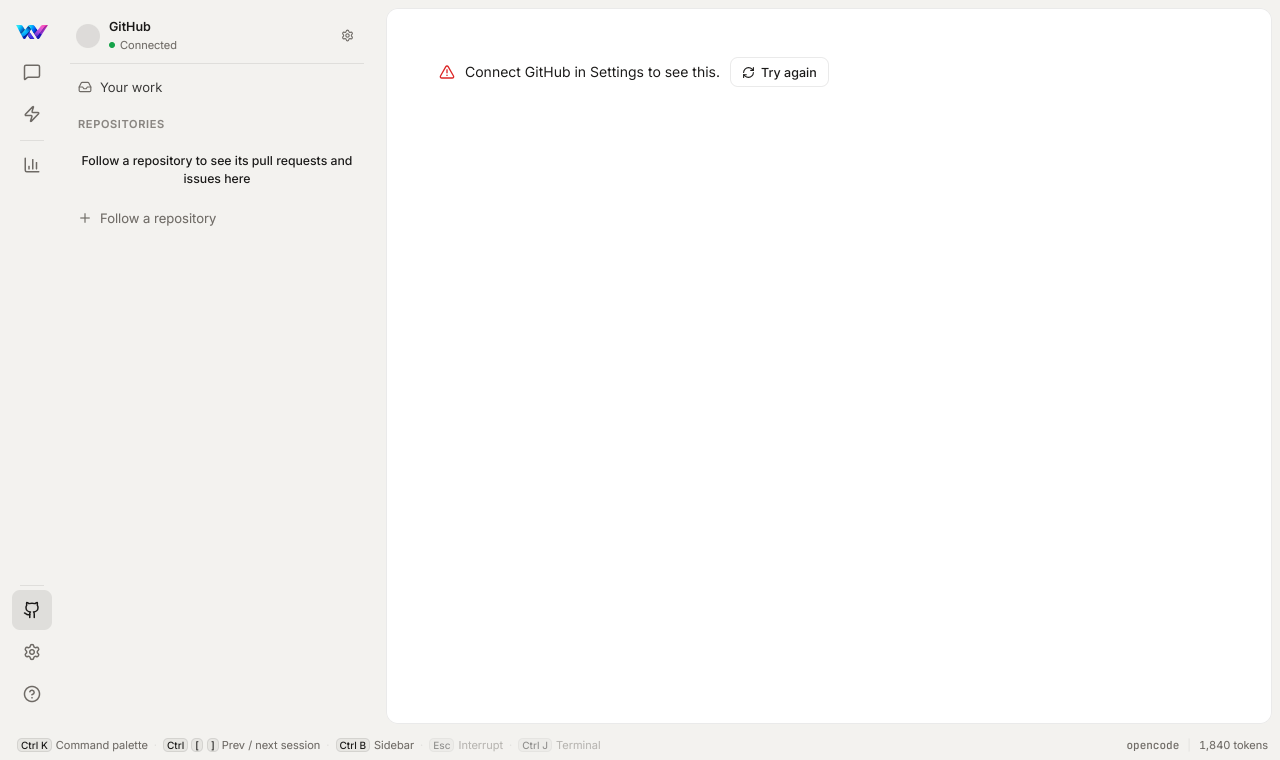 GitHub
Connected
Your work
REPOSITORIES
Follow a repository to see its pull requests and
issues here
Follow a repository
Connect GitHub in Settings to see this.
Try again
Ctrl K Command palette
Ctrl [ ] Prev / next session
Ctrl B Sidebar
Esc Interrupt
Ctrl J Terminal
opencode
1,840 tokens